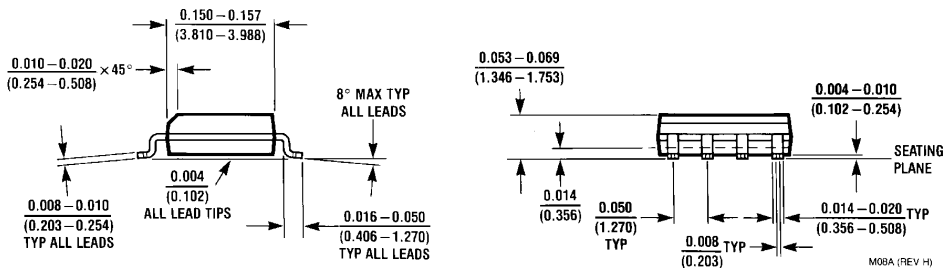 0.150 – 0.157
(3.810 – 3.988)
0.010 – 0.020
(0.254 – 0.508)
×45°
8° MAX TYP
ALL LEADS
0.004
(0.102)
ALL LEAD TIPS
0.008 – 0.010
(0.203 – 0.254)
TYP ALL LEADS
0.016 – 0.050
(0.406 – 1.270)
TYP ALL LEADS
0.053 – 0.069
(1.346 – 1.753)
0.004 – 0.010
(0.102 – 0.254)
SEATING
PLANE
0.014
(0.356)
0.050
(1.270)
TYP
0.008
(0.203)
TYP
0.014 – 0.020
(0.356 – 0.508)
TYP
M08A (REV H)